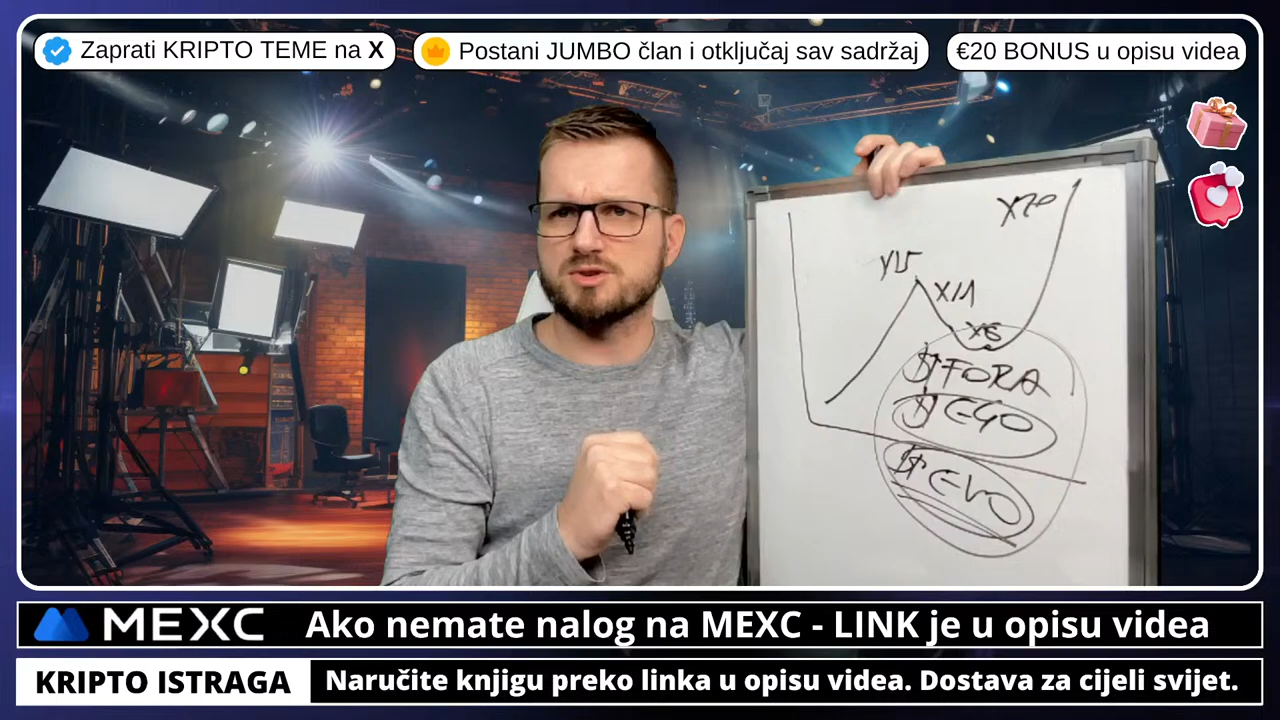 Zaprati KRIPTO TEME na X
Postani JUMBO član i otključaj sav sadržaj
€20 BONUS u opisu videa
X70
X15
X11
X6
$FORA
$EGO
$EVO
MEXC Ako nemate nalog na MEXC - LINK je u opisu videa
KRIPTO ISTRAGA Naručite knjigu preko linka u opisu videa. Dostava za cijeli svijet.